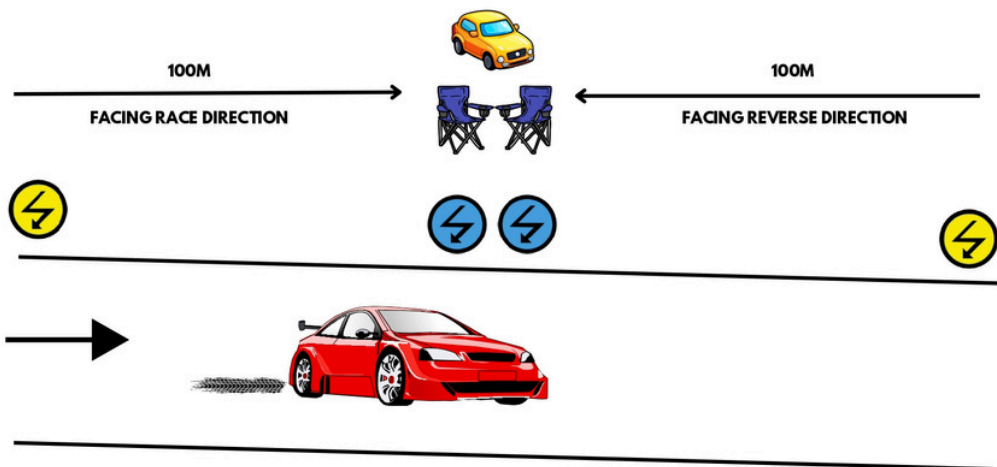 100M
FACING RACE DIRECTION
100M
FACING REVERSE DIRECTION